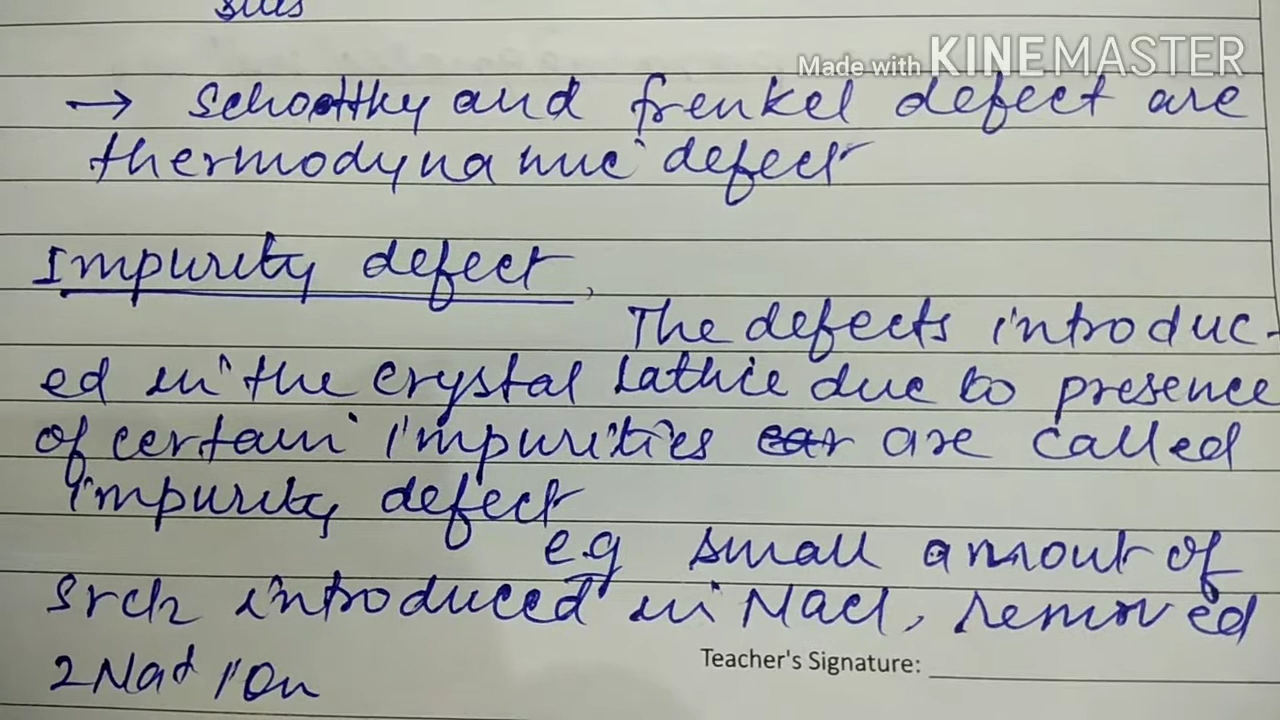 sites
Made with KINEMASTER
→ Schottky and frenkel defect are
thermodynamic defect
Impurity defect
The defects introduc-
ed in the crystal lattice due to presence
of certain impurities are called
impurity defect
e.g small amount of
SrCl2 introduced in NaCl, removed
2Na+ ion
Teacher's Signature: